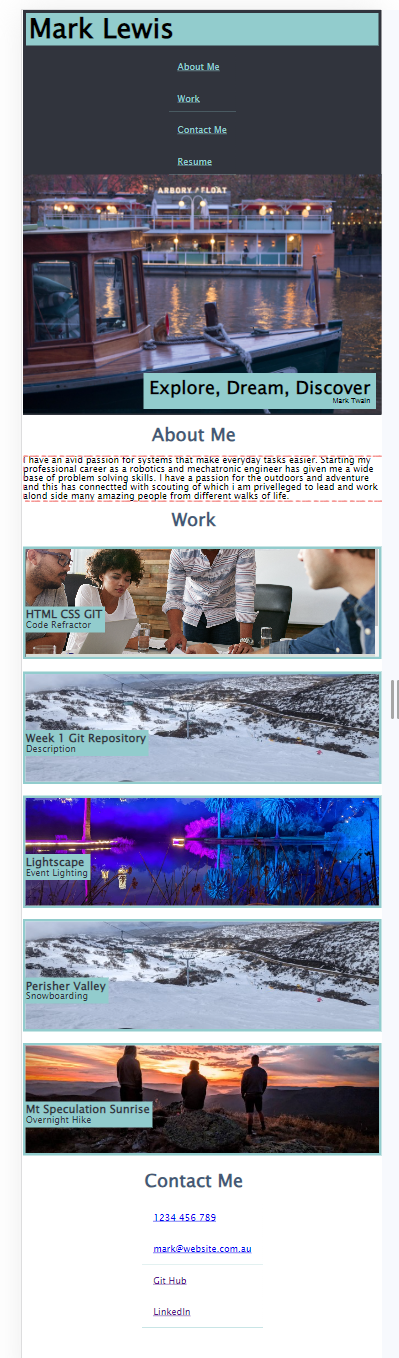 Mark Lewis
About Me
Work
Contact Me
Resume
ARBORY AFLOAT
Explore, Dream, Discover
Mark Twain
About Me
I have an avid passion for systems that make everyday tasks easier. Starting my
professional career as a robotics and mechatronic engineer has given me a wide
base of problem solving skills. I have a passion for the outdoors and adventure
and this has connectted with scouting of which i am privelleged to lead and work
alond side many amazing people from different walks of life.
Work
HTML CSS GIT
Code Refractor
Week 1 Git Repository
Description
Lightscape
Event Lighting
Perisher Valley
Snowboarding
Mt Speculation Sunrise
Overnight Hike
Contact Me
1234 456 789
mark@website.com.au
Git Hub
LinkedIn